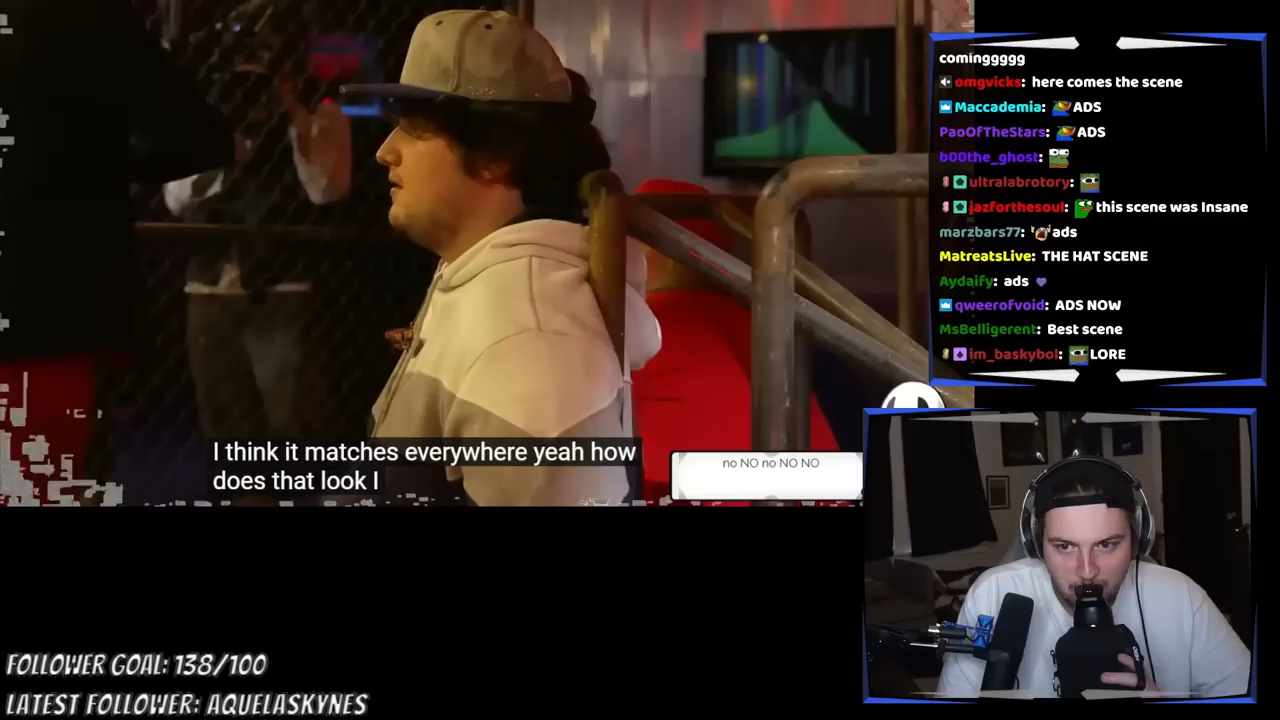 cominggggg
omgvicks: here comes the scene
Maccademia: ADS
PaoOfTheStars: ADS
b00the_ghost:
ultralabrotory:
jazforthesoul: this scene was Insane
marzbars77: ads
MatreatsLive: THE HAT SCENE
Aydaify: ads
qweerofvoid: ADS NOW
MsBelligerent: Best scene
im_baskybol: LORE
I think it matches everywhere yeah how
does that look I
no NO no NO NO
FOLLOWER GOAL: 138/100
LATEST FOLLOWER: AQUELASKYNES